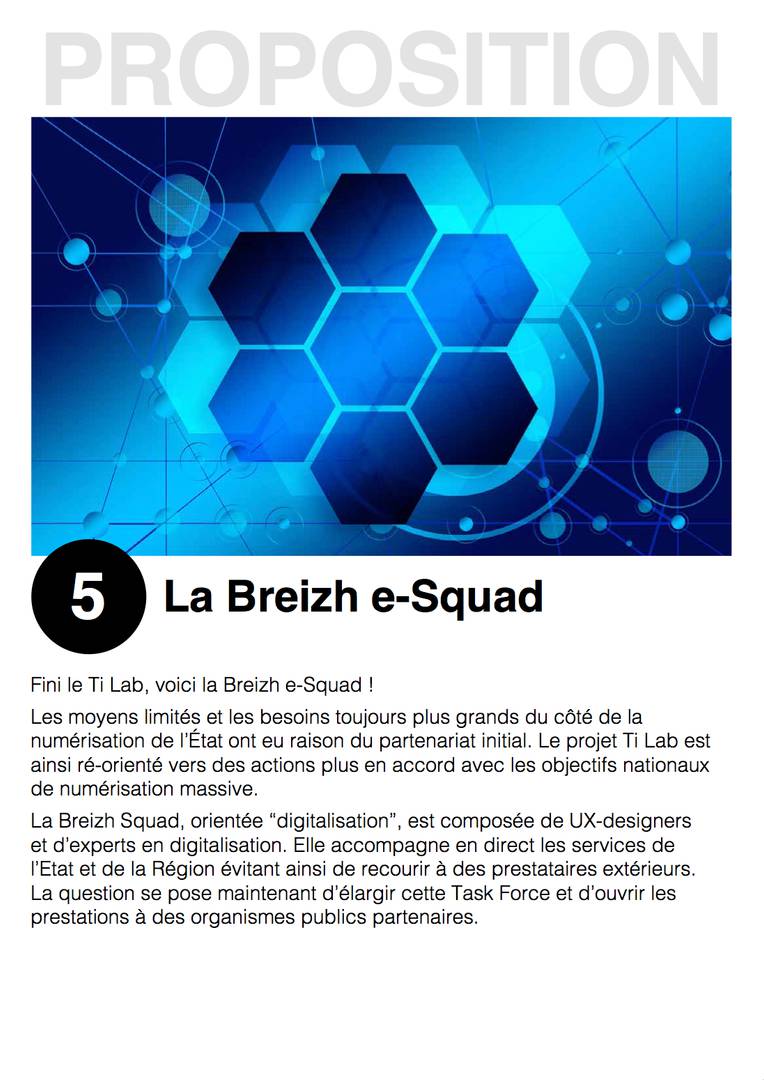 PROPOSITION
5 La Breizh e-Squad
Fini le Ti Lab, voici la Breizh e-Squad !
Les moyens limités et les besoins toujours plus grands du côté de la
numérisation de l’État ont eu raison du partenariat initial. Le projet Ti Lab est
ainsi ré-orienté vers des actions plus en accord avec les objectifs nationaux
de numérisation massive.
La Breizh Squad, orientée “digitalisation”, est composée de UX-designers
et d’experts en digitalisation. Elle accompagne en direct les services de
l’Etat et de la Région évitant ainsi de recourir à des prestataires extérieurs.
La question se pose maintenant d’élargir cette Task Force et d’ouvrir les
prestations à des organismes publics partenaires.